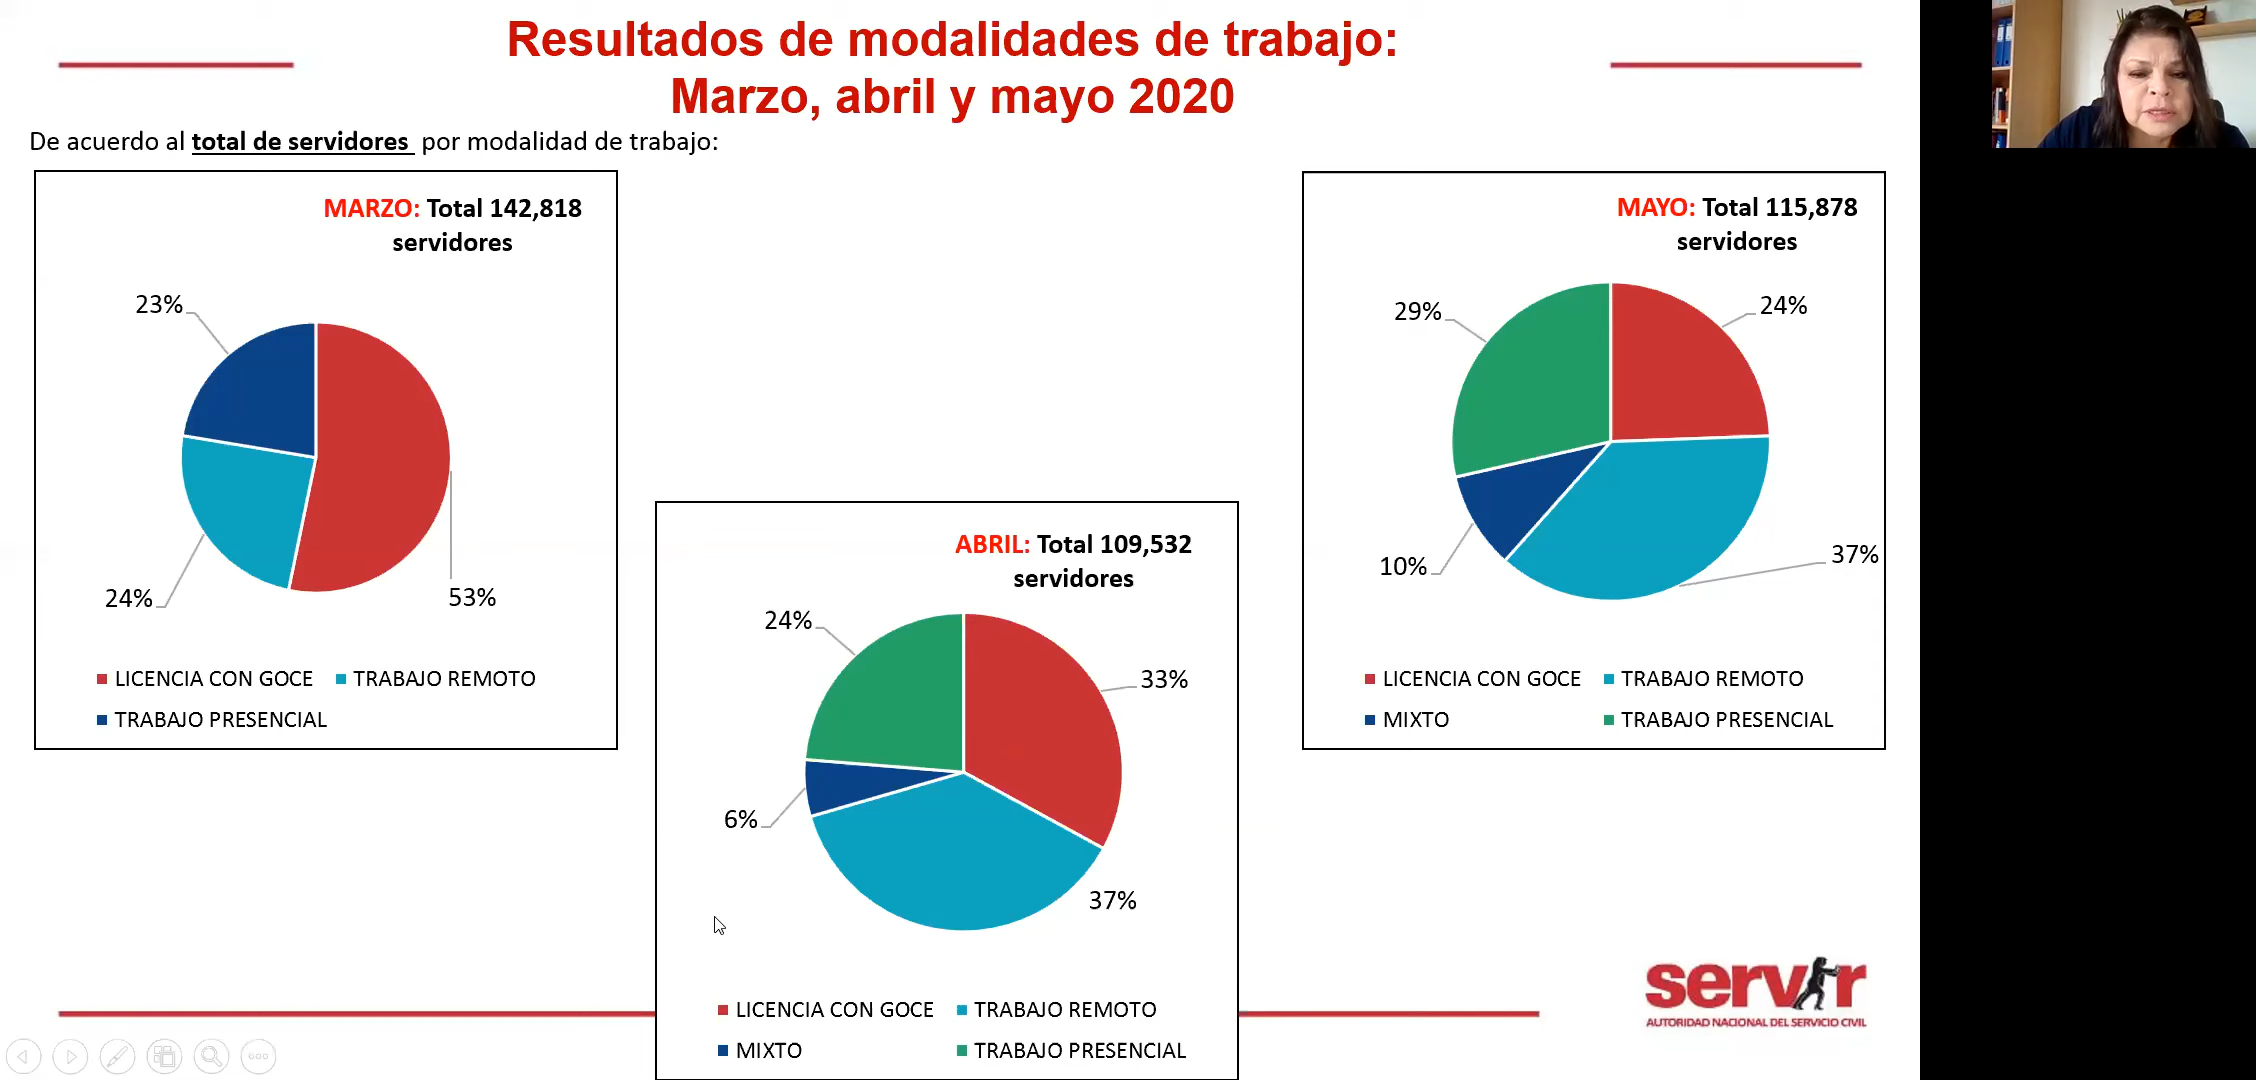 Resultados de modalidades de trabajo:
Marzo, abril y mayo 2020
De acuerdo al total de servidores por modalidad de trabajo:
MARZO: Total 142,818
servidores
23%
24%
53%
LICENCIA CON GOCE TRABAJO REMOTO
TRABAJO PRESENCIAL
ABRIL: Total 109,532
servidores
24%
33%
6%
37%
LICENCIA CON GOCE TRABAJO REMOTO
MIXTO TRABAJO PRESENCIAL
MAYO: Total 115,878
servidores
29%
24%
10%
37%
LICENCIA CON GOCE TRABAJO REMOTO
MIXTO TRABAJO PRESENCIAL
servir
AUTORIDAD NACIONAL DEL SERVICIO CIVIL